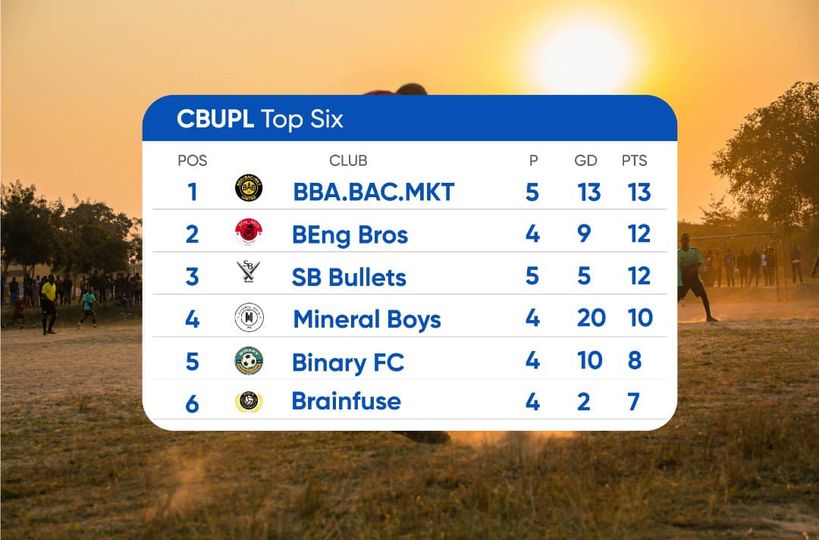 CBUPL Top Six
POS CLUB P GD PTS
1 BBA.BAC.MKT 5 13 13
2 BEng Bros 4 9 12
3 SB Bullets 5 5 12
4 Mineral Boys 4 20 10
5 Binary FC 4 10 8
6 Brainfuse 4 2 7